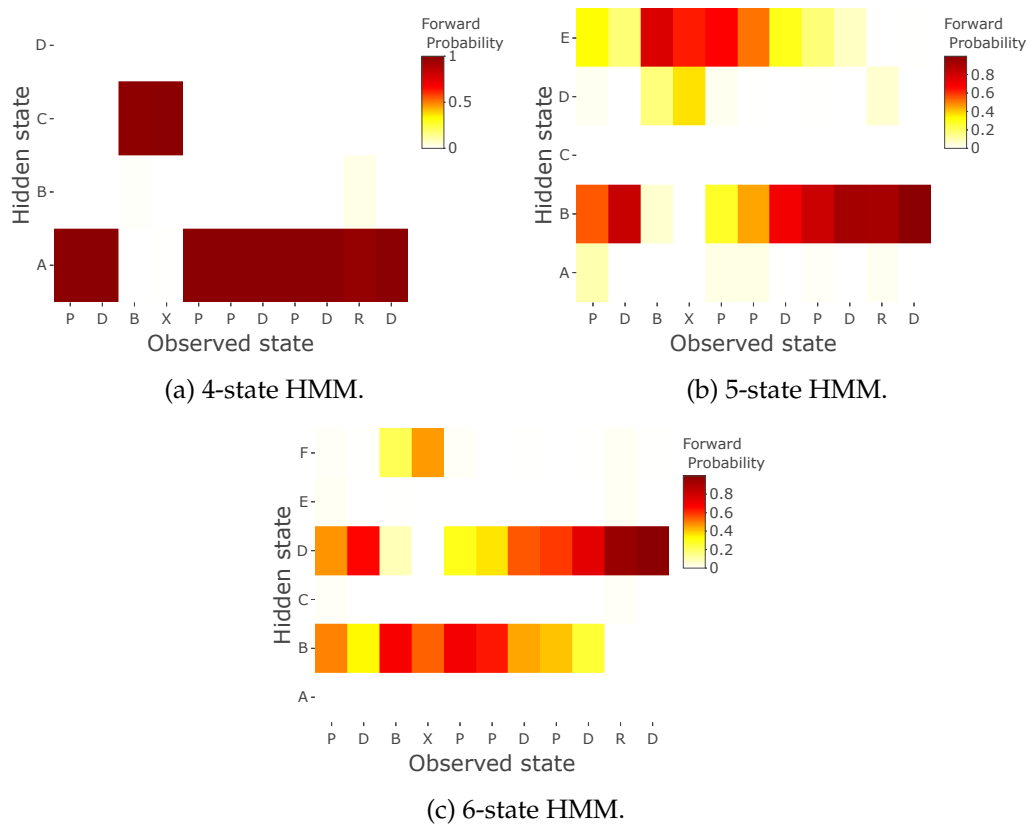 Forward
Probability
1
0.5
0
D
C
B
A
Hidden state
P D B X P P D P D R D
Observed state
(a) 4-state HMM.
Forward
Probability
0.8
0.6
0.4
0.2
0
E
D
C
B
A
Hidden state
P D B X P P D P D R D
Observed state
(b) 5-state HMM.
Forward
Probability
0.8
0.6
0.4
0.2
0
F
E
D
C
B
A
Hidden state
P D B X P P D P D R D
Observed state
(c) 6-state HMM.